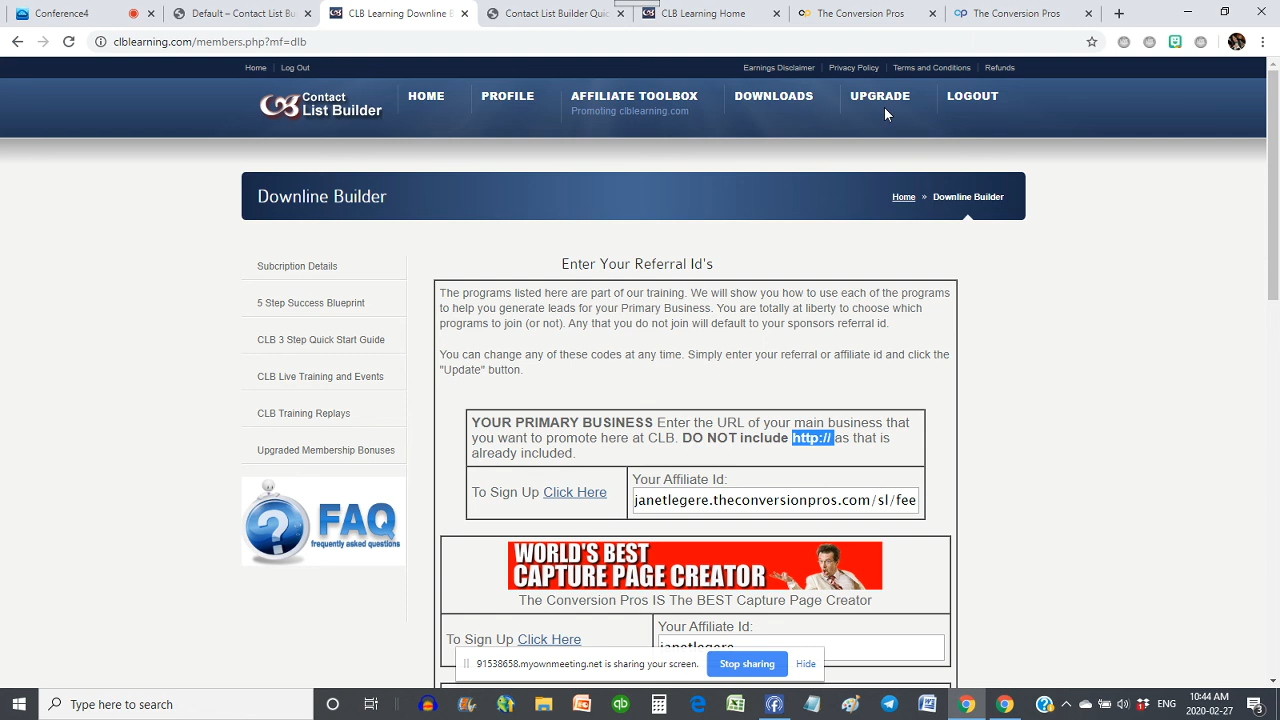 Conference4
Default – Contact List Bu
CLB Learning Downline B
Contact List Builder Quic
CLB Learning Home
The Conversion Pros
The Conversion Pros
clblearning.com/members.php?mf=dlb
Home
Log Out
Earnings Disclaimer
Privacy Policy
Terms and Conditions
Refunds
Contact
List Builder
HOME
PROFILE
AFFILIATE TOOLBOX
Promoting clblearning.com
DOWNLOADS
UPGRADE
LOGOUT
Downline Builder
Home » Downline Builder
Subcription Details
5 Step Success Blueprint
CLB 3 Step Quick Start Guide
CLB Live Training and Events
CLB Training Replays
Upgraded Membership Bonuses
FAQ
frequently asked questions
Enter Your Referral Id's
The programs listed here are part of our training. We will show you how to use each of the programs
to help you generate leads for your Primary Business. You are totally at liberty to choose which
programs to join (or not). Any that you do not join will default to your sponsors referral id.
You can change any of these codes at any time. Simply enter your referral or affiliate id and click the
"Update" button.
YOUR PRIMARY BUSINESS Enter the URL of your main business that
you want to promote here at CLB. DO NOT include http:// as that is
already included.
To Sign Up Click Here
Your Affiliate Id:
janetlegere.theconversionpros.com/sl/fee
WORLD'S BEST
CAPTURE PAGE CREATOR
The Conversion Pros IS The BEST Capture Page Creator
To Sign Up Click Here
Your Affiliate Id:
janetlegere
91538658.myownmeeting.net is sharing your screen.
Stop sharing
Hide
Type here to search
ENG
10:44 AM
2020-02-27